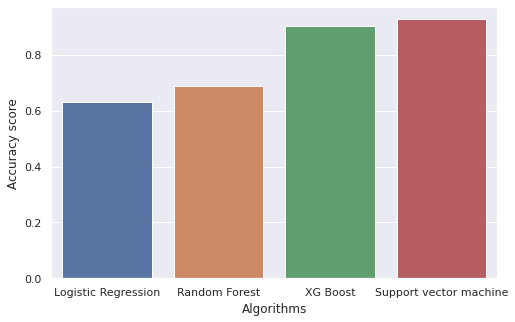 Accuracy score
0.8
0.6
0.4
0.2
0.0
Logistic Regression Random Forest XG Boost Support vector machine
Algorithms